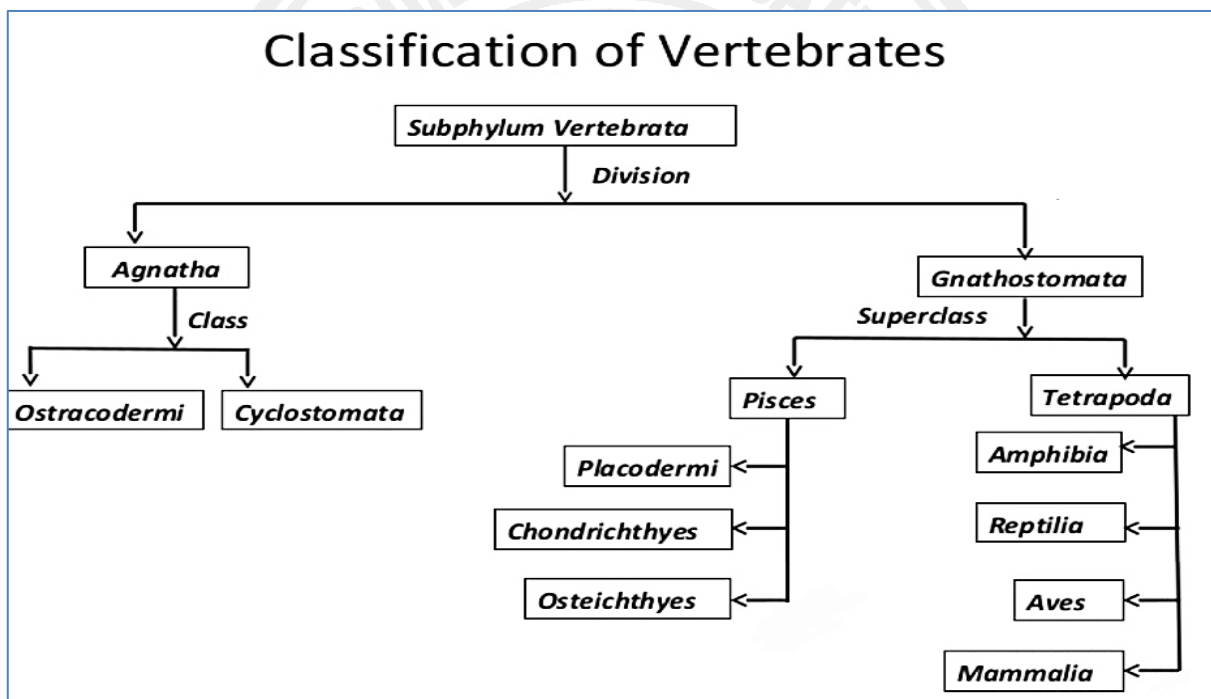 Classification of Vertebrates
Subphylum Vertebrata
Division
Agnatha
Gnathostomata
Class
Superclass
Ostracodermi
Cyclostomata
Pisces
Tetrapoda
Placodermi
Amphibia
Chondrichthyes
Reptilia
Osteichthyes
Aves
Mammalia